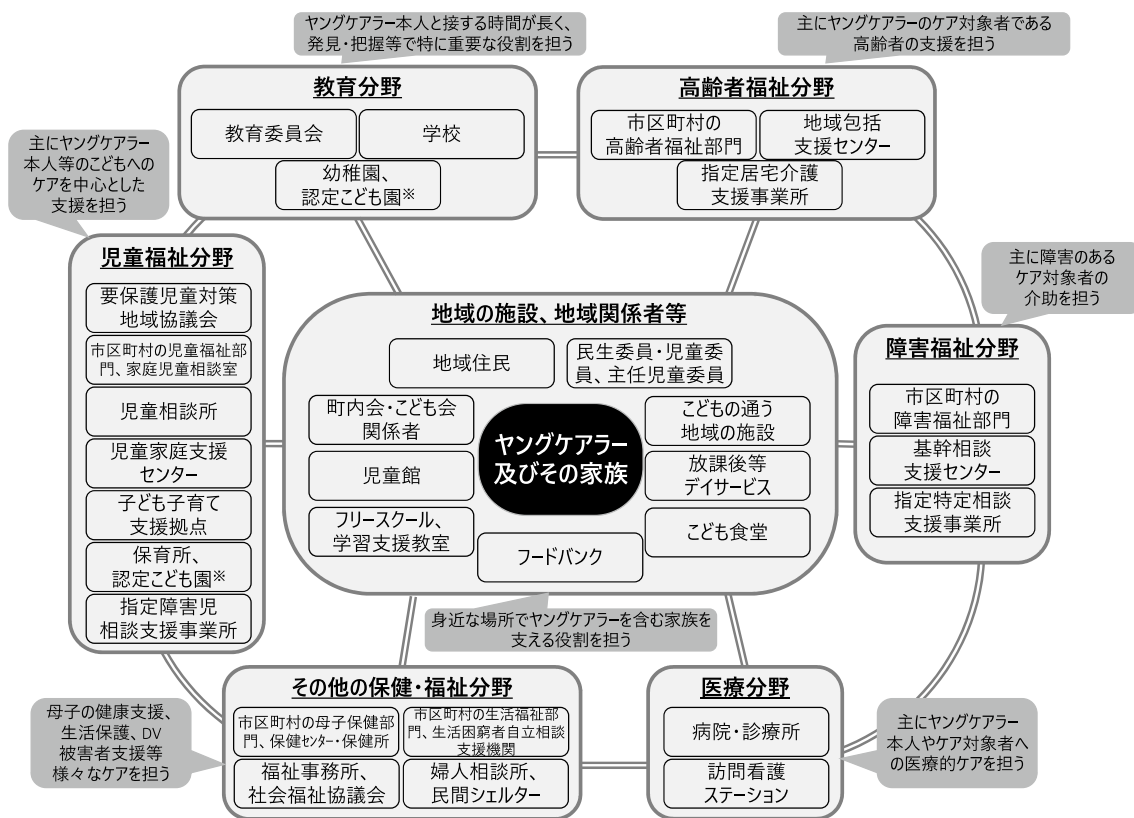 ヤングケアラー本人と接する時間が長く、
発見・把握等で特に重要な役割を担う
主にヤングケアラーのケア対象者である
高齢者の支援を担う
教育分野
教育委員会
学校
幼稚園、
認定こども園※
高齢者福祉分野
市区町村の
高齢者福祉部門
地域包括
支援センター
指定居宅介護
支援事業所
主にヤングケアラー
本人等のこどもへの
ケアを中心とした
支援を担う
児童福祉分野
要保護児童対策
地域協議会
市区町村の児童福祉部
門、家庭児童相談室
児童相談所
児童家庭支援
センター
子ども子育て
支援拠点
保育所、
認定こども園※
指定障害児
相談支援事業所
地域の施設、地域関係者等
地域住民
民生委員・児童委
員、主任児童委員
町内会・こども会
関係者
児童館
フリースクール、
学習支援教室
ヤングケアラー
及びその家族
こどもの通う
地域の施設
放課後等
デイサービス
こども食堂
フードバンク
身近な場所でヤングケアラーを含む家族を
支える役割を担う
主に障害のある
ケア対象者の
介助を担う
障害福祉分野
市区町村の
障害福祉部門
基幹相談
支援センター
指定特定相談
支援事業所
母子の健康支援、
生活保護、DV
被害者支援等
様々なケアを担う
その他の保健・福祉分野
市区町村の母子保健部
門、保健センター・保健所
市区町村の生活福祉部
門、生活困窮者自立相談
支援機関
福祉事務所、
社会福祉協議会
婦人相談所、
民間シェルター
医療分野
病院・診療所
訪問看護
ステーション
主にヤングケアラー
本人やケア対象者へ
の医療的ケアを担う